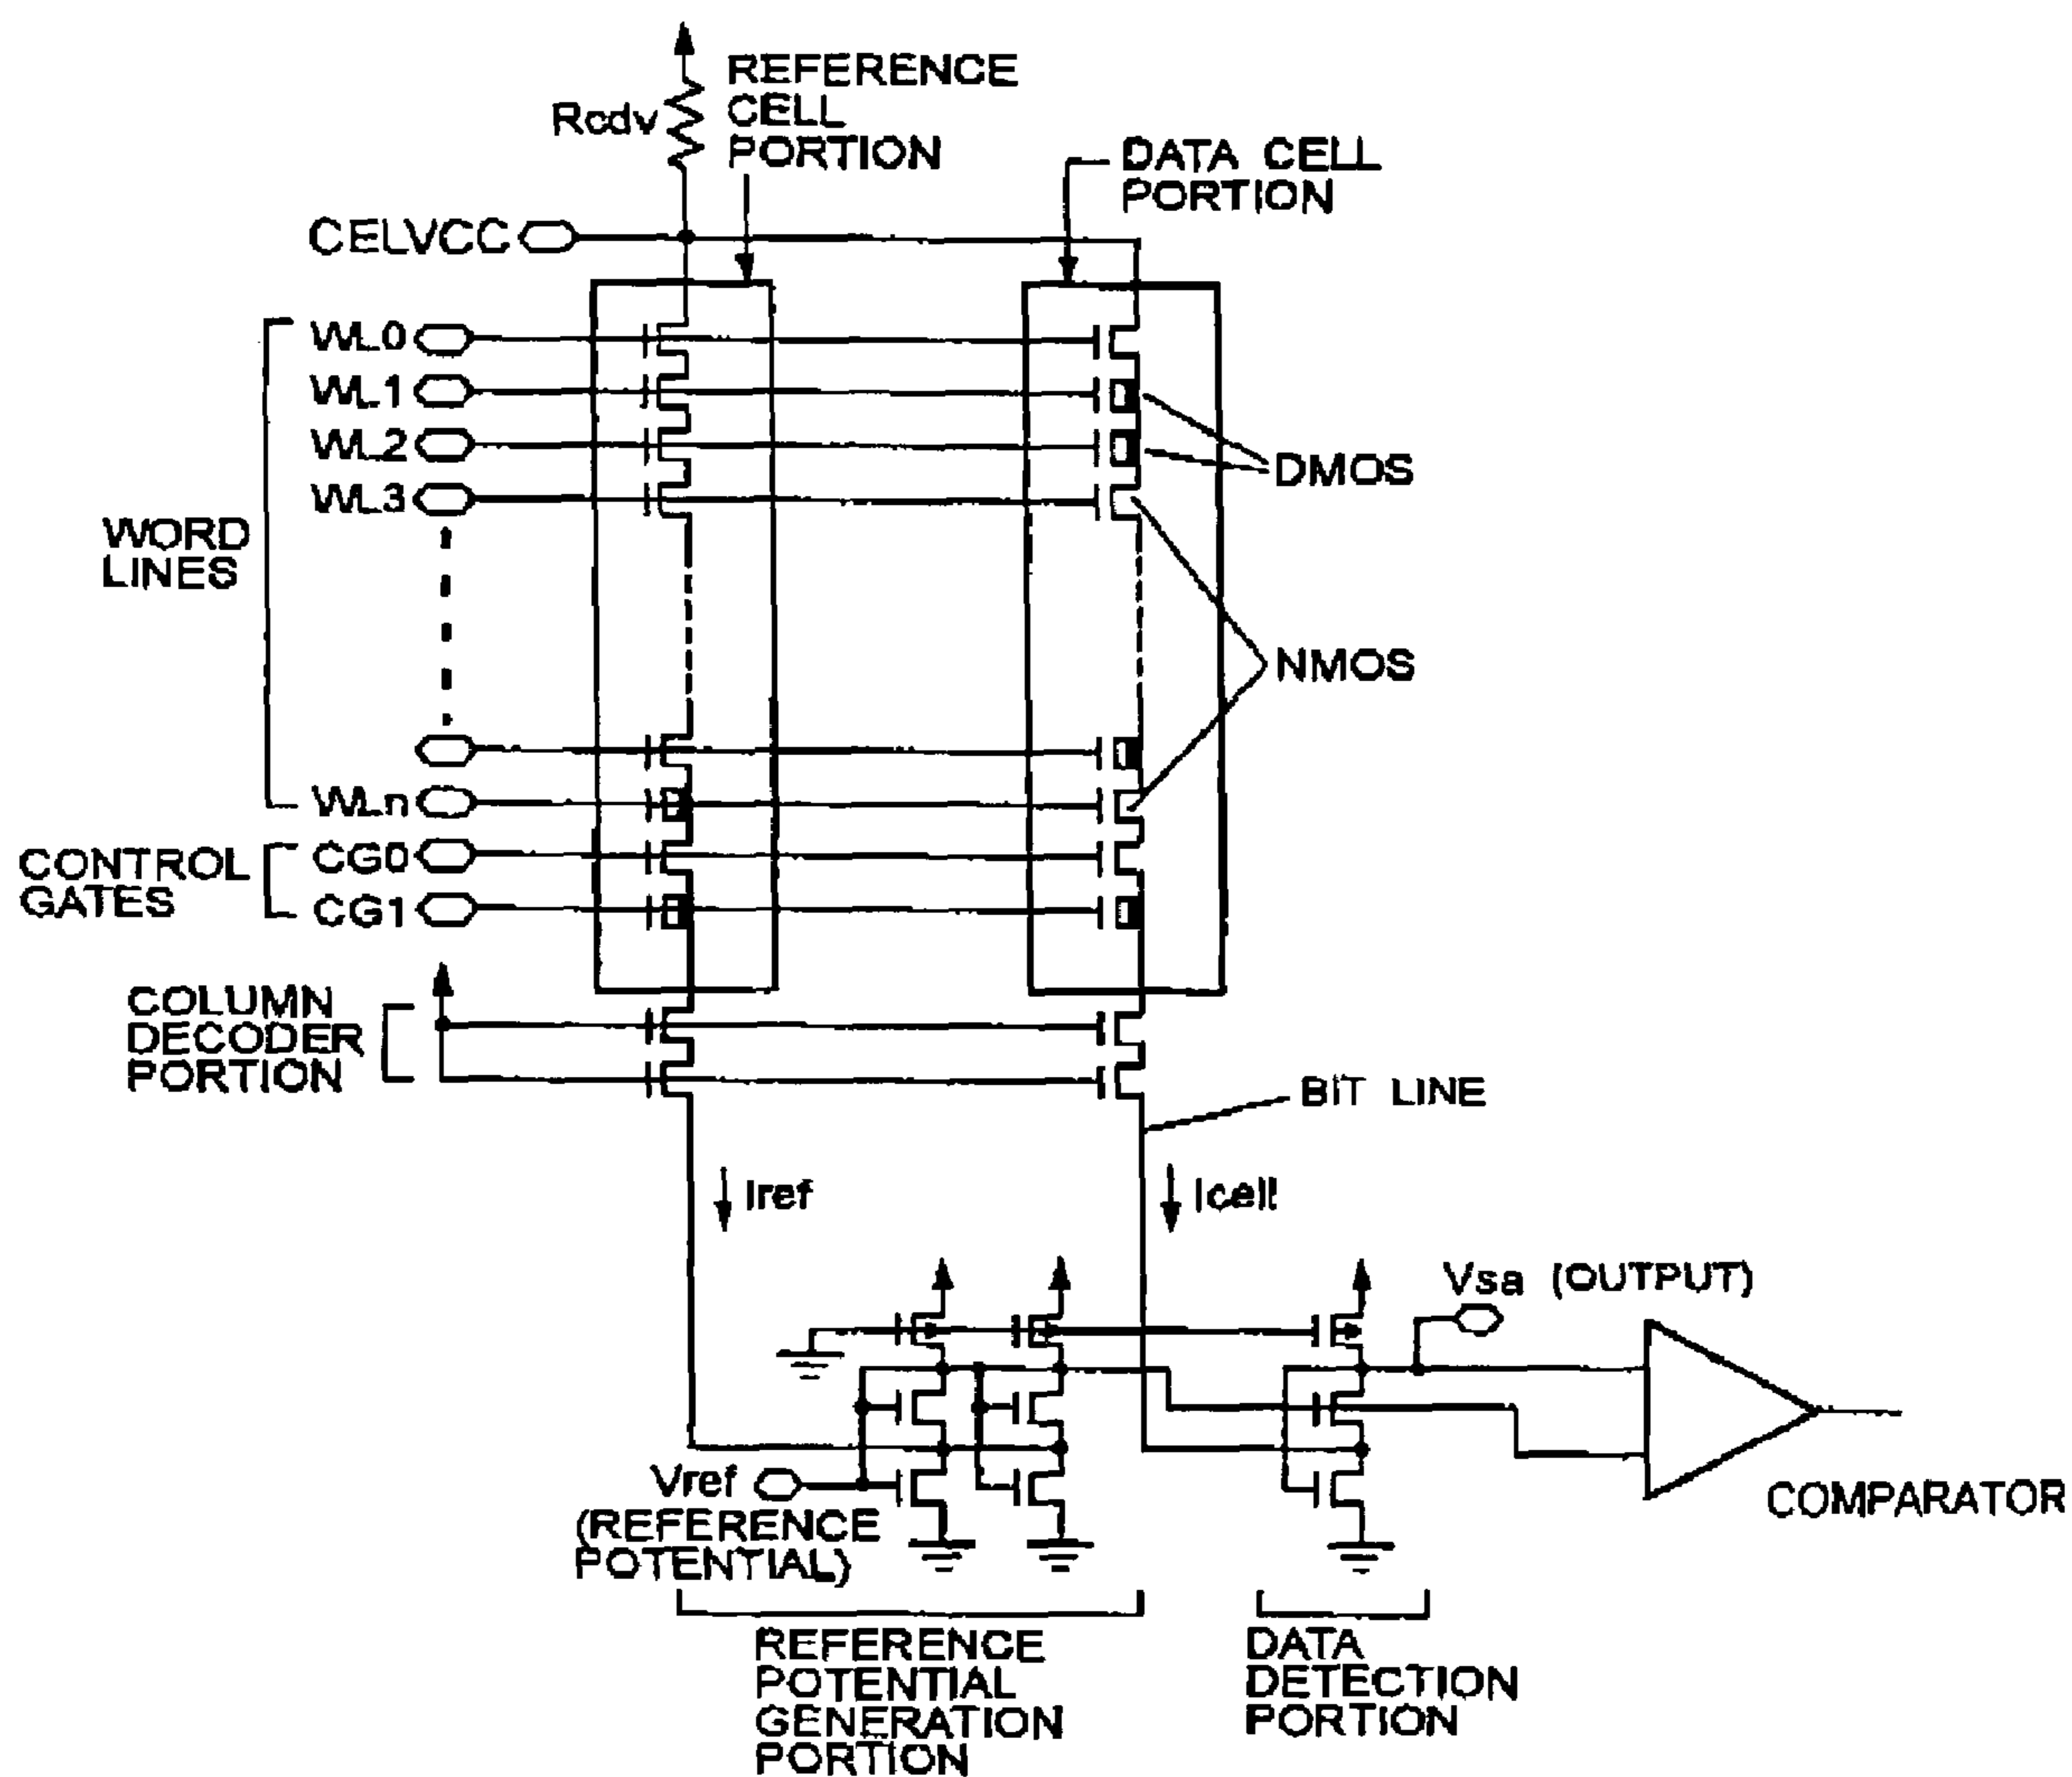 Rcdv
REFERENCE
CELL
PORTION
DATA CELL
PORTION
CELVCC
WL0
WL1
WL2
WL3
WORD
LINES
DMOS
NMOS
WLn
CONTROL
GATES
CG0
CG1
COLUMN
DECODER
PORTION
BIT LINE
Iref
Icell
Vsa (OUTPUT)
Vref
(REFERENCE
POTENTIAL)
COMPARATOR
REFERENCE
POTENTIAL
GENERATION
PORTION
DATA
DETECTION
PORTION